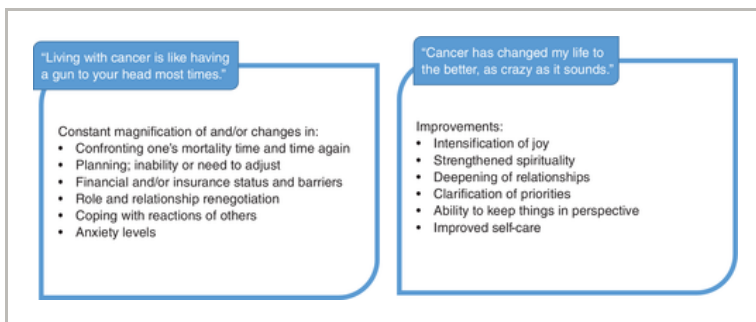 “Living with cancer is like having
a gun to your head most times.”
Constant magnification of and/or changes in:
• Confronting one’s mortality time and time again
• Planning; inability or need to adjust
• Financial and/or insurance status and barriers
• Role and relationship renegotiation
• Coping with reactions of others
• Anxiety levels
“Cancer has changed my life to
the better, as crazy as it sounds.”
Improvements:
• Intensification of joy
• Strengthened spirituality
• Deepening of relationships
• Clarification of priorities
• Ability to keep things in perspective
• Improved self-care